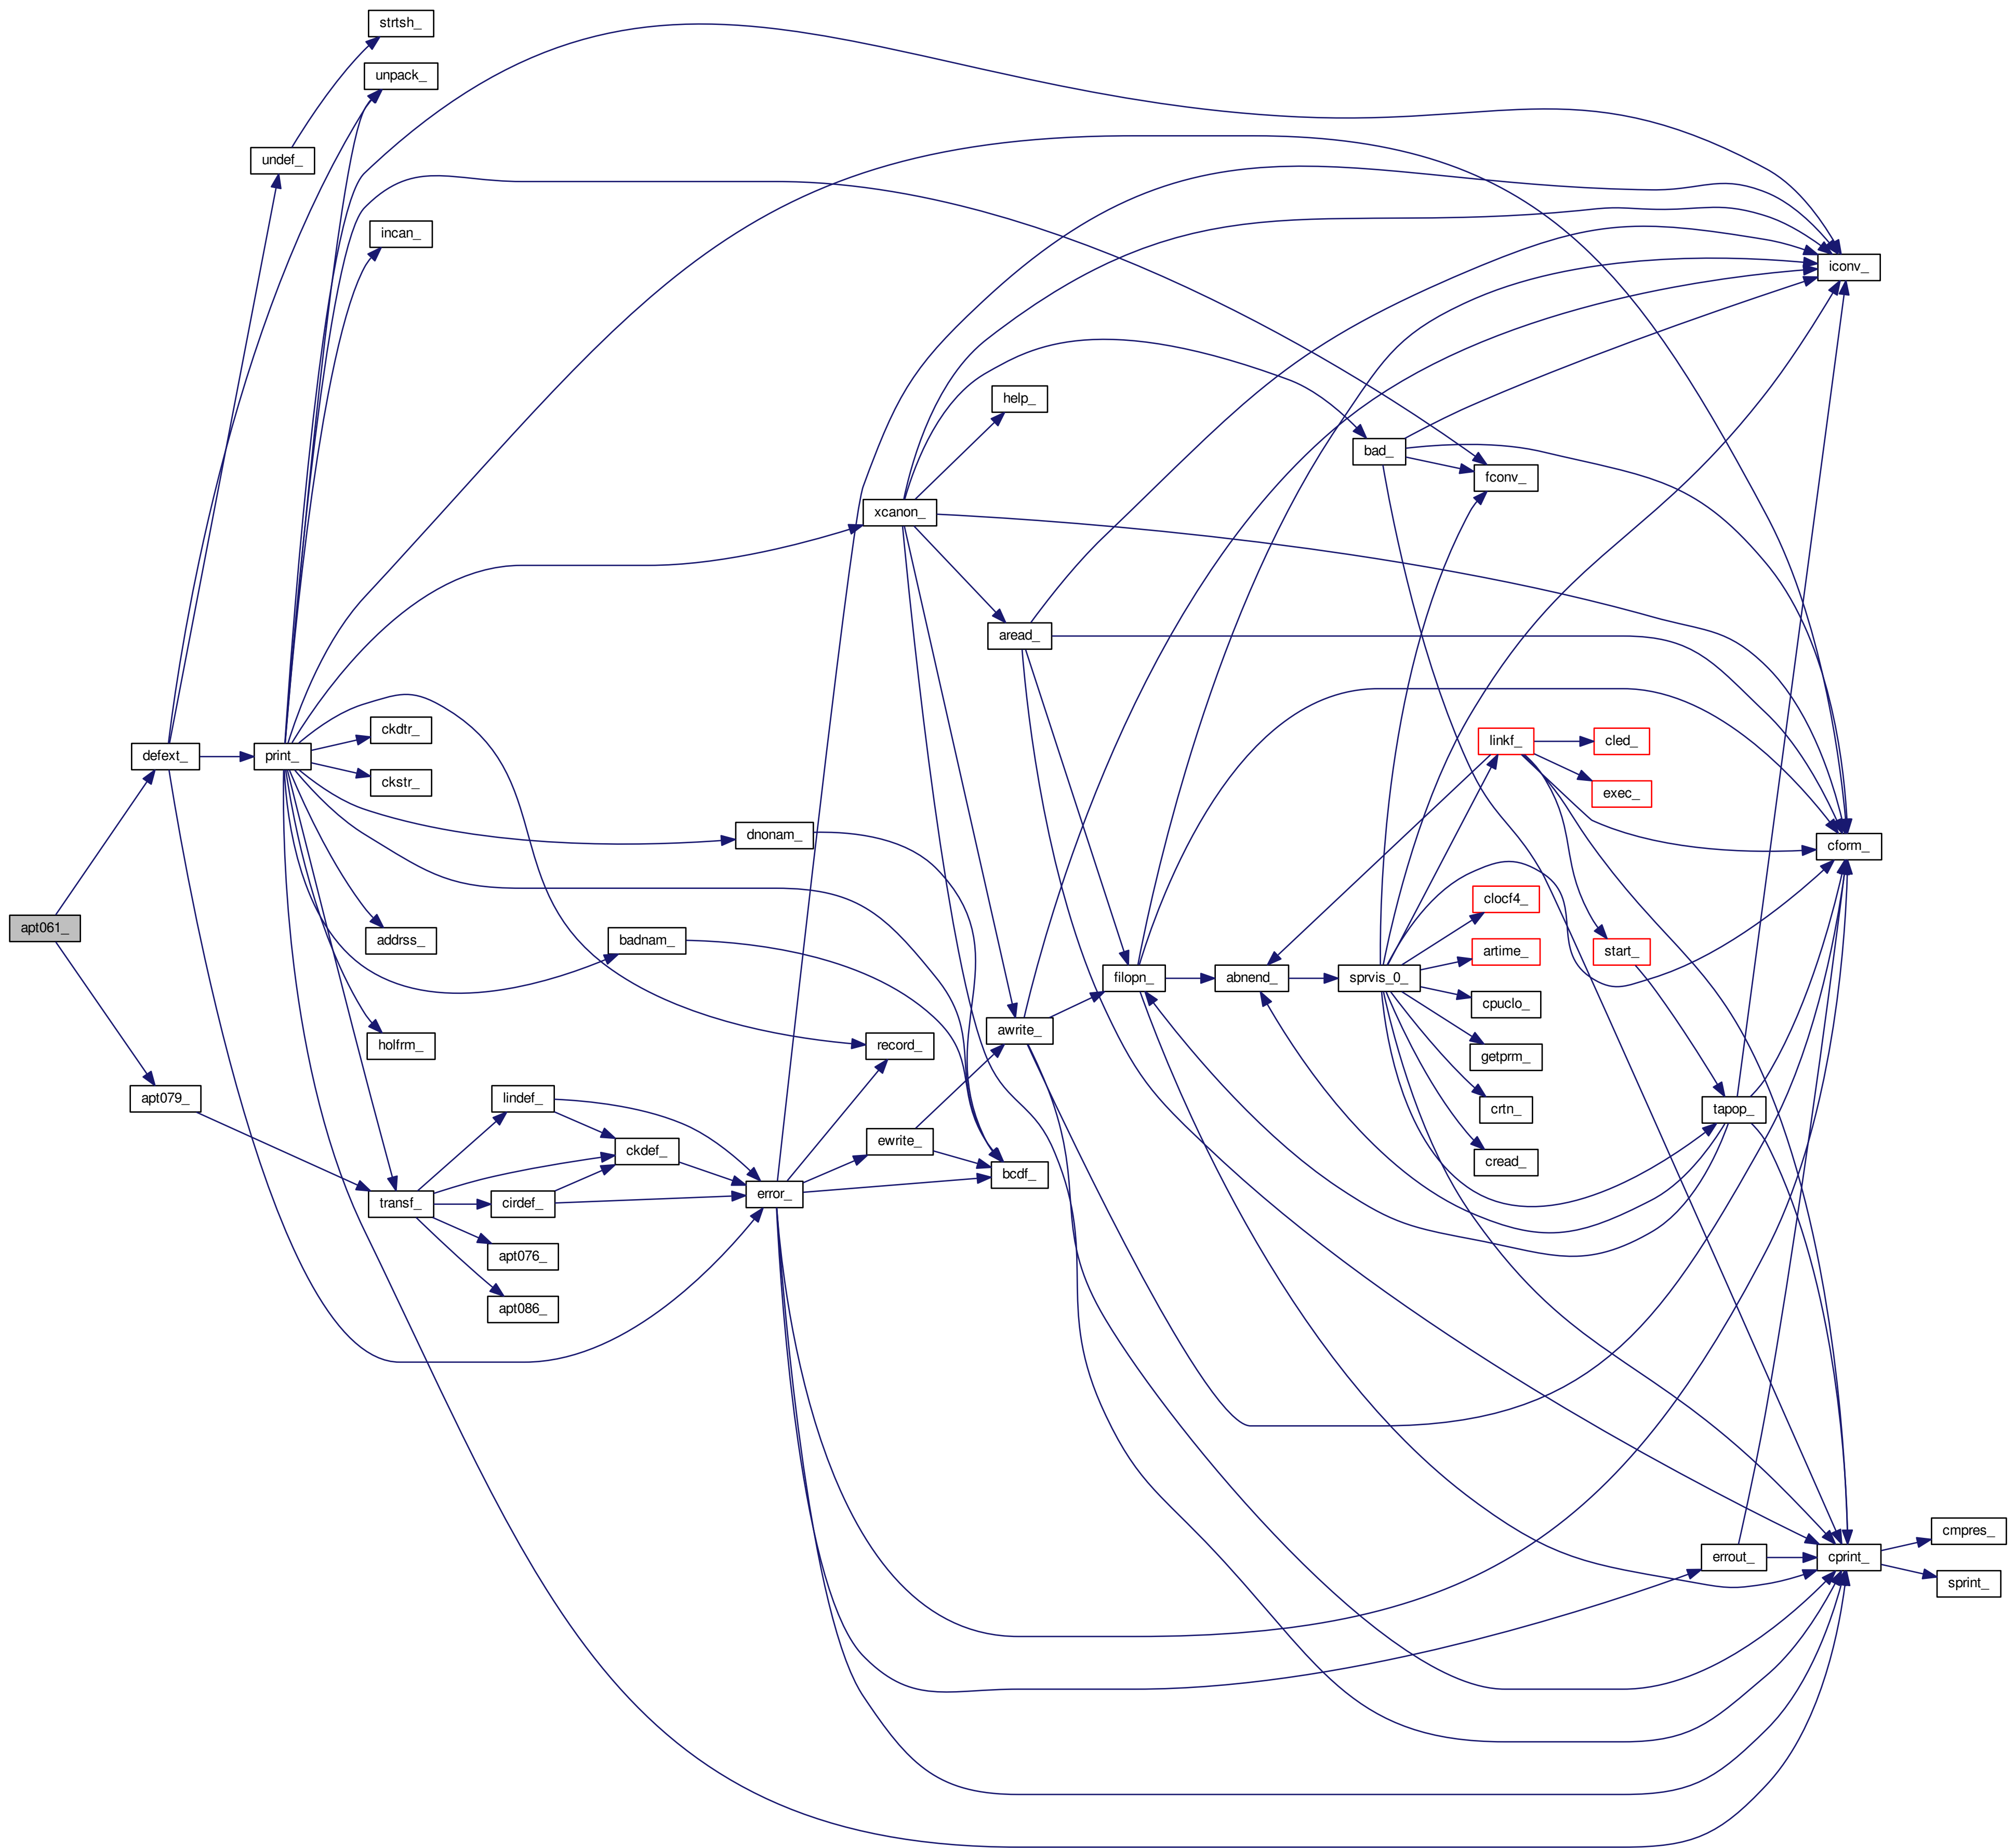 strtsh_
unpack_
undef_
incan_
iconv_
help_
bad_
fconv_
xcanon_
aread_
ckdtr_
linkf_
cled_
defext_
print_
ckstr_
exec_
dnonam_
cform_
clocf4_
apt061_
addrss_
badnam_
artime_
start_
filopn_
abnend_
sprvis_0_
cpuclo_
holfrm_
record_
awrite_
getprm_
apt079_
lindef_
crtn_
tapop_
ckdef_
ewrite_
cread_
bcdf_
transf_
cirdef_
error_
apt076_
apt086_
cmpres_
errout_
cprint_
sprint_